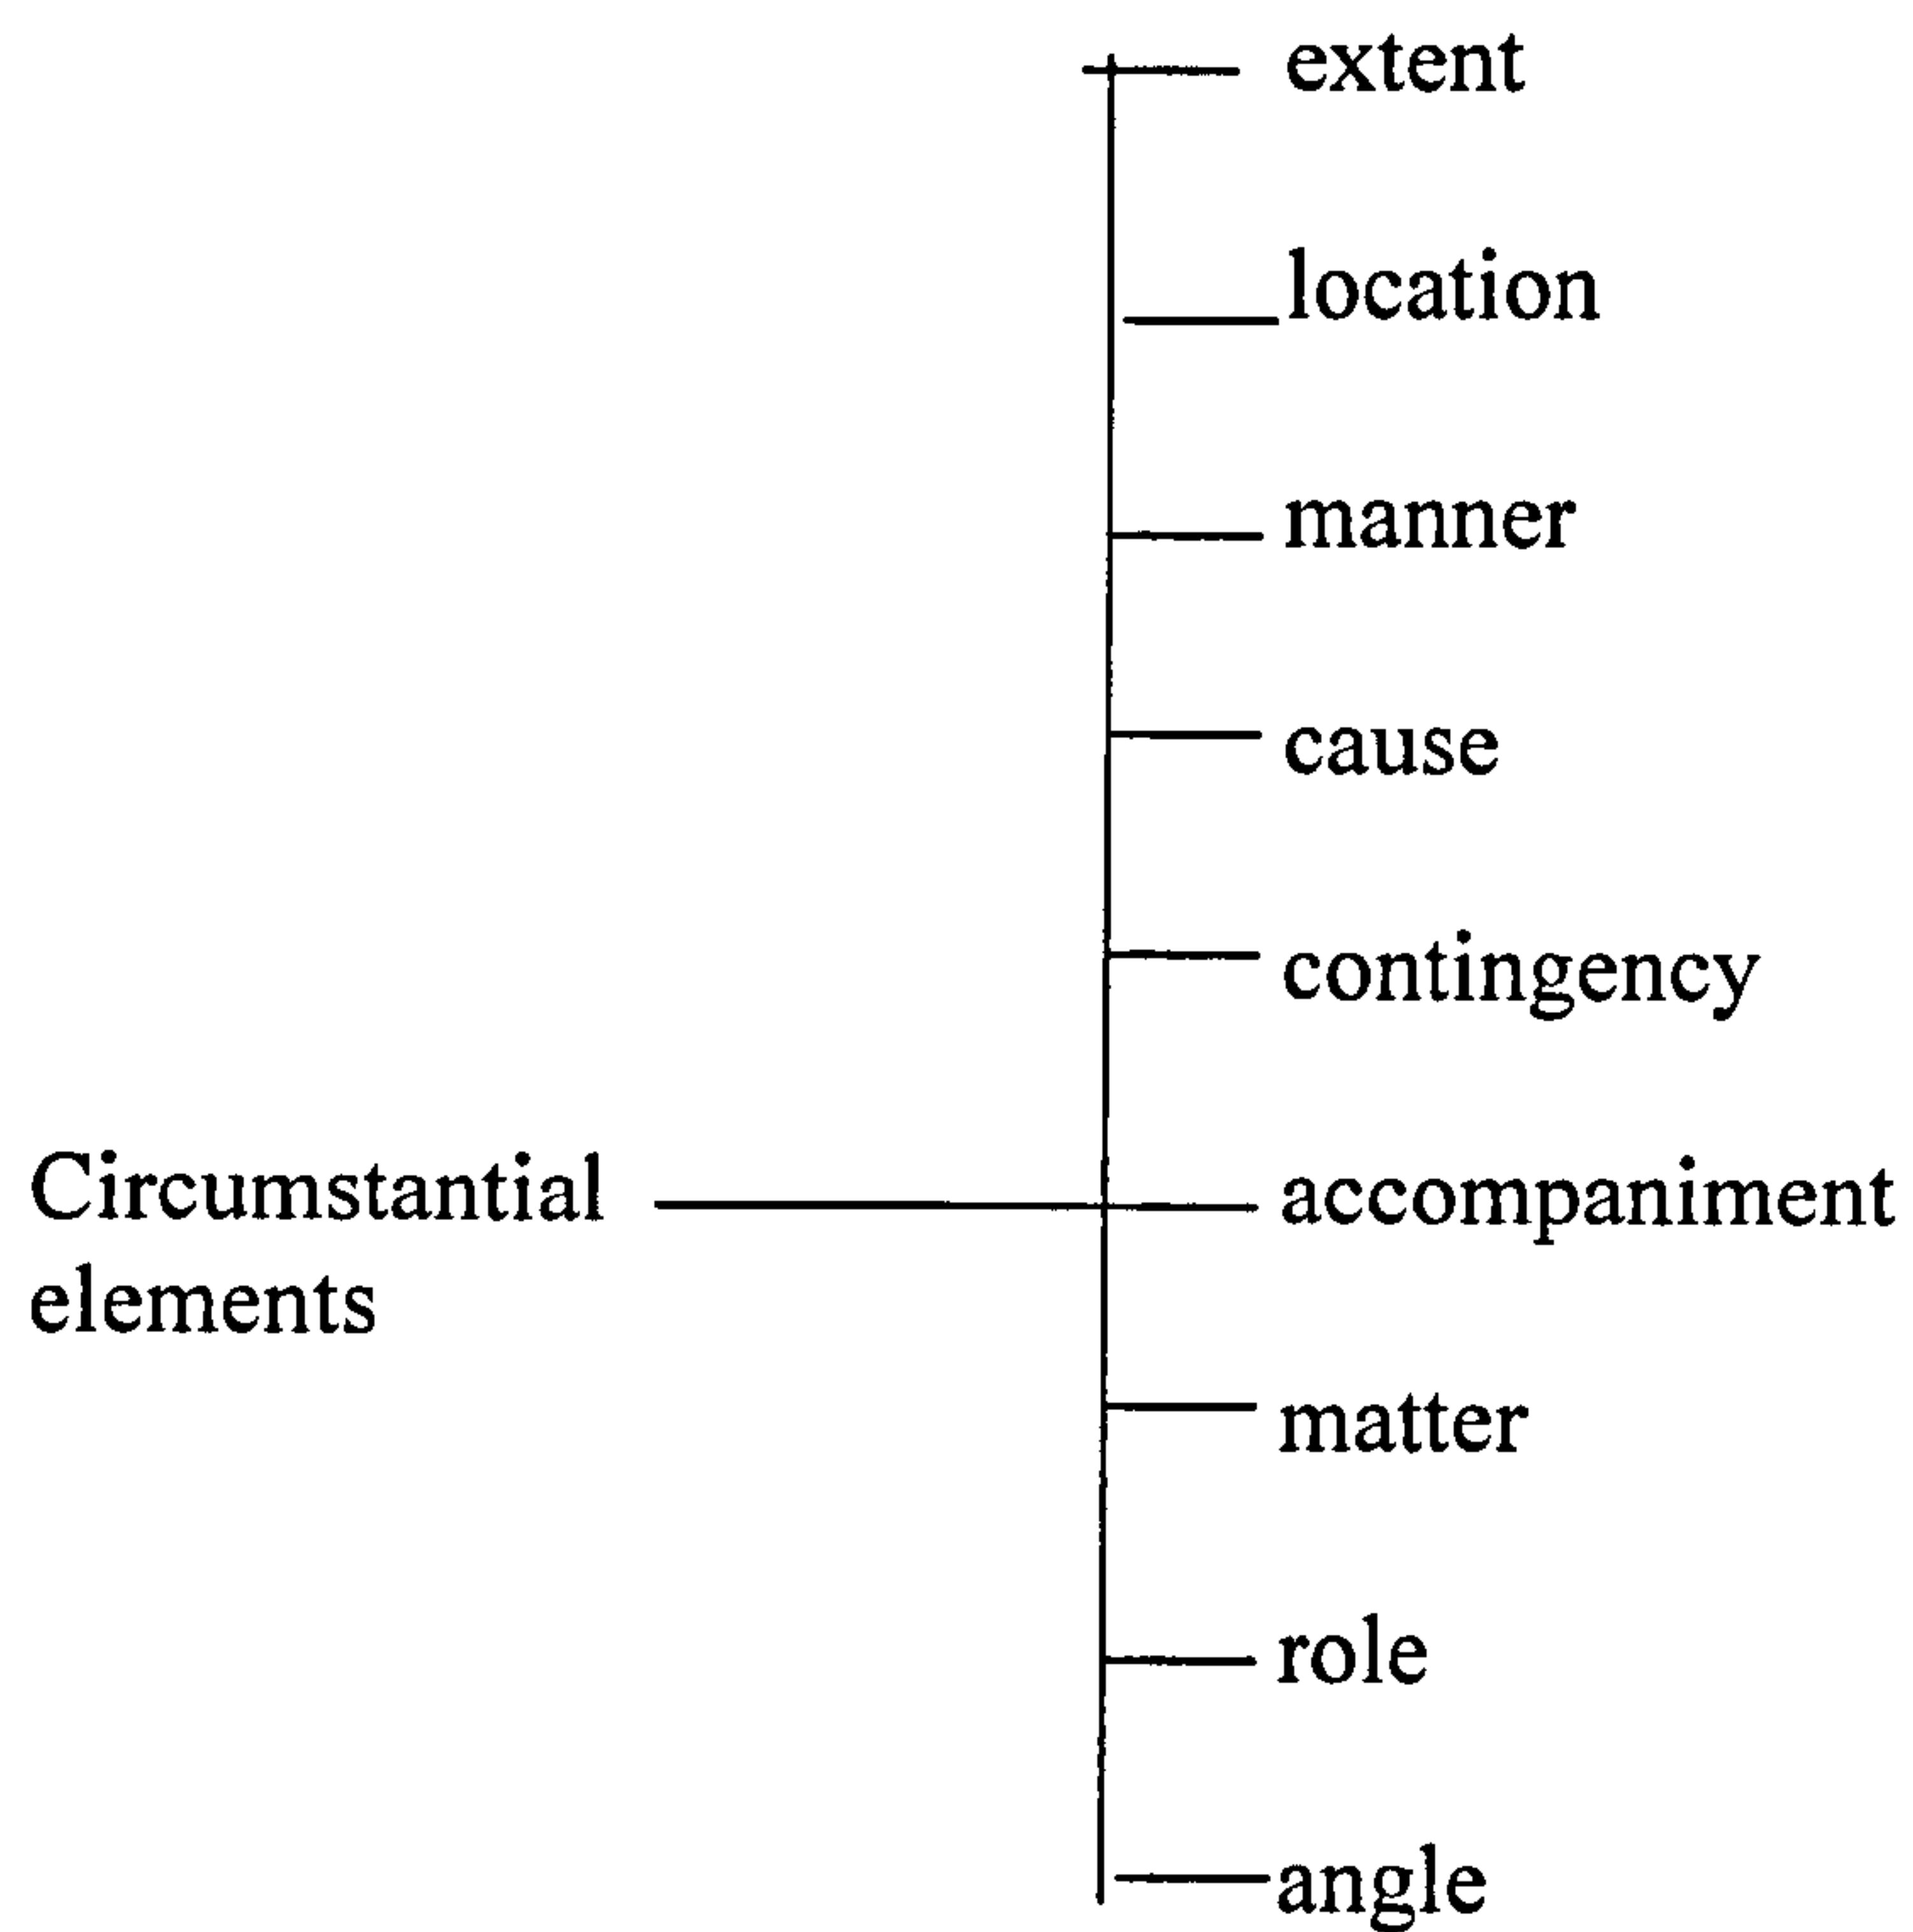 extent
location
manner
cause
contingency
Circumstantial
elements
accompaniment
matter
role
angle